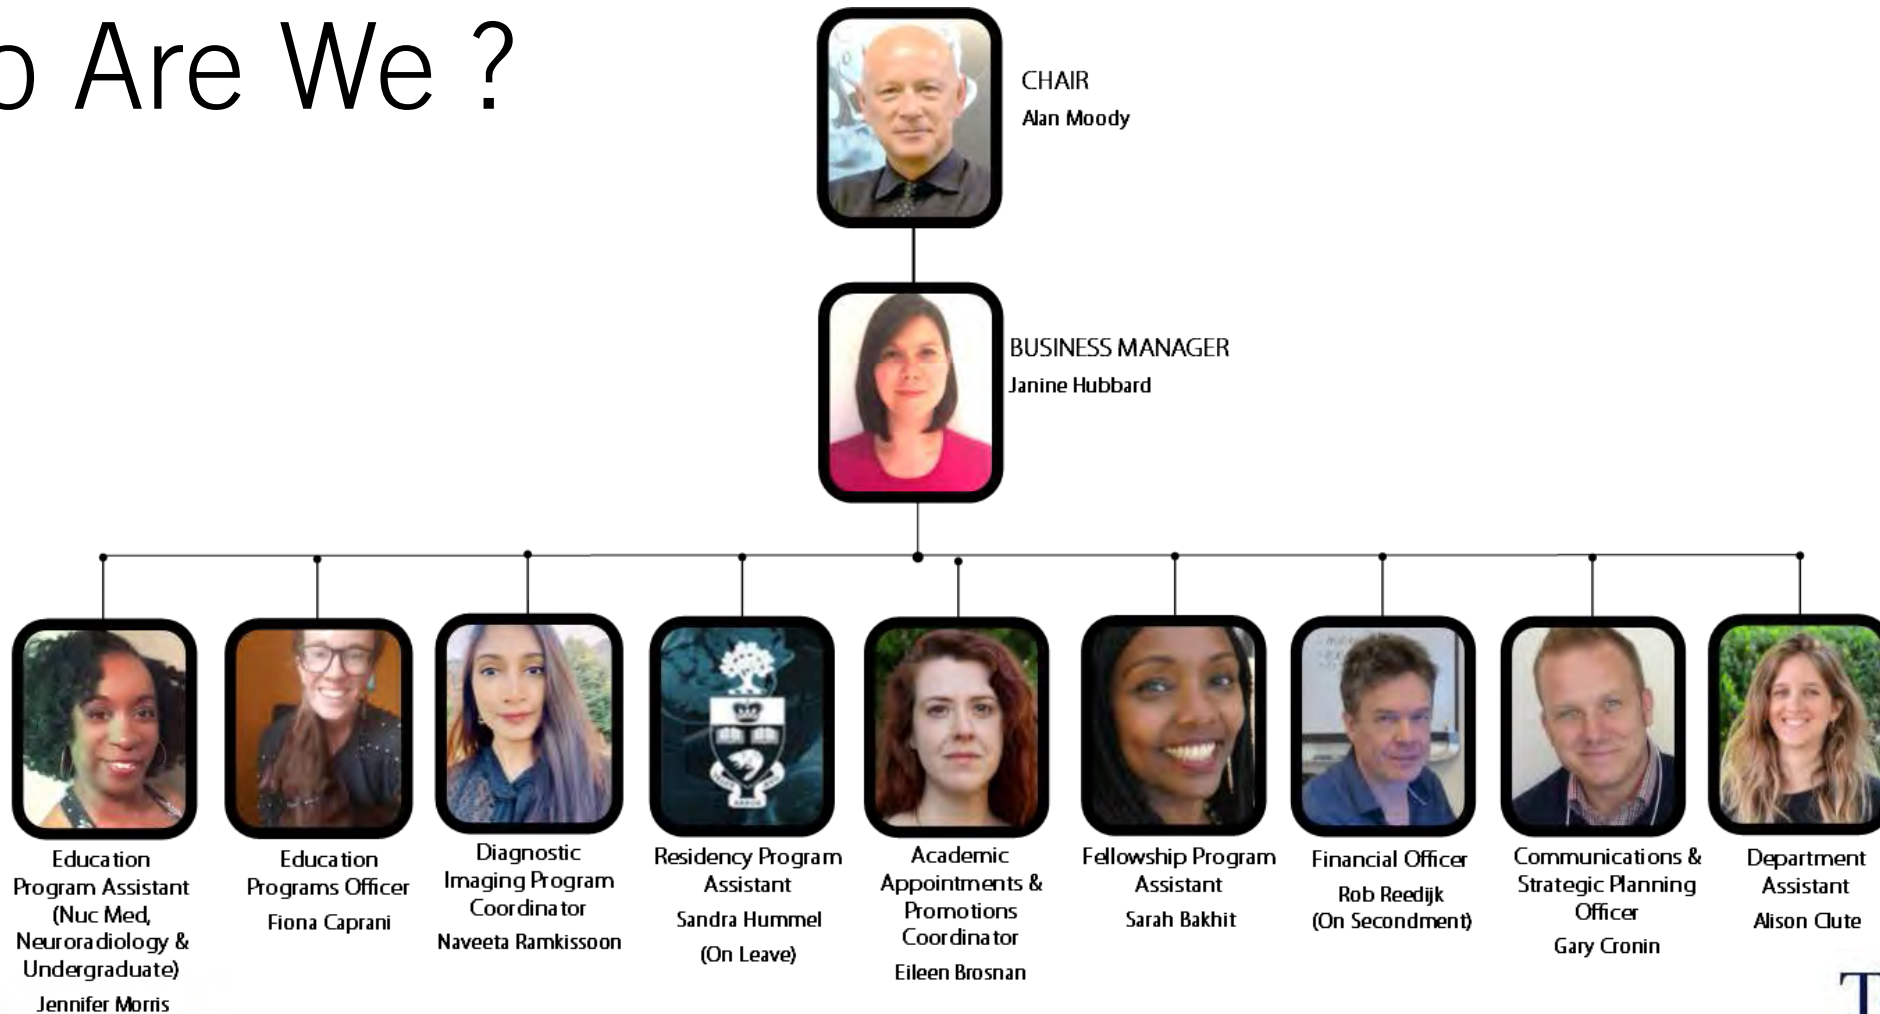 o Are We ?
CHAIR
Alan Moody
BUSINESS MANAGER
Janine Hubbard
Education
Program Assistant
(Nuc Med,
Neuroradiology &
Undergraduate)
Jennifer Morris
Education
Programs Officer
Fiona Caprani
Diagnostic
Imaging Program
Coordinator
Naveeta Ramkissoon
Residency Program
Assistant
Sandra Hummel
(On Leave)
Academic
Appointments &
Promotions
Coordinator
Eileen Brosnan
Fellowship Program
Assistant
Sarah Bakhit
Financial Officer
Rob Reedijk
(On Secondment)
Communications &
Strategic Planning
Officer
Gary Cronin
Department
Assistant
Alison Clute
T